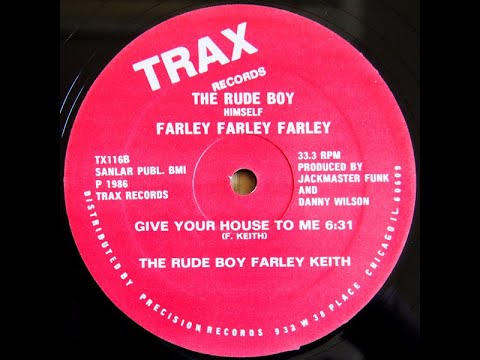 TRAX
RECORDS
THE RUDE BOY
HIMSELF
FARLEY FARLEY FARLEY
TX116B
SANLAR PUBL. BMI
P 1986
TRAX RECORDS
33.3 RPM
PRODUCED BY
JACKMASTER FUNK
AND
DANNY WILSON
GIVE YOUR HOUSE TO ME 6:31
(F. KEITH)
THE RUDE BOY FARLEY KEITH
DISTRIBUTED BY PRECISION RECORDS 932 W 38 PLACE CHICAGO IL 60609